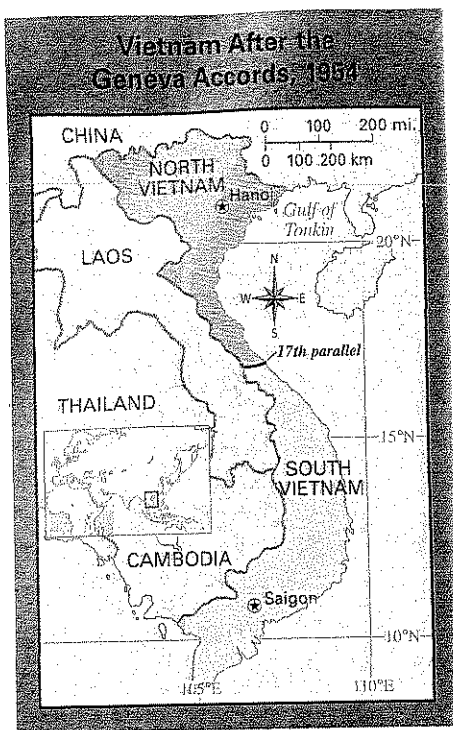 Vietnam After the
Geneva Accords, 1954
CHINA
0 100 200 mi.
0 100 200 km
NORTH
VIETNAM
Hanoi
Gulf of
Tonkin
20°N
LAOS
N
W E
S
17th parallel
THAILAND
15°N
SOUTH
VIETNAM
CAMBODIA
Saigon
10°N
105°E
110°E